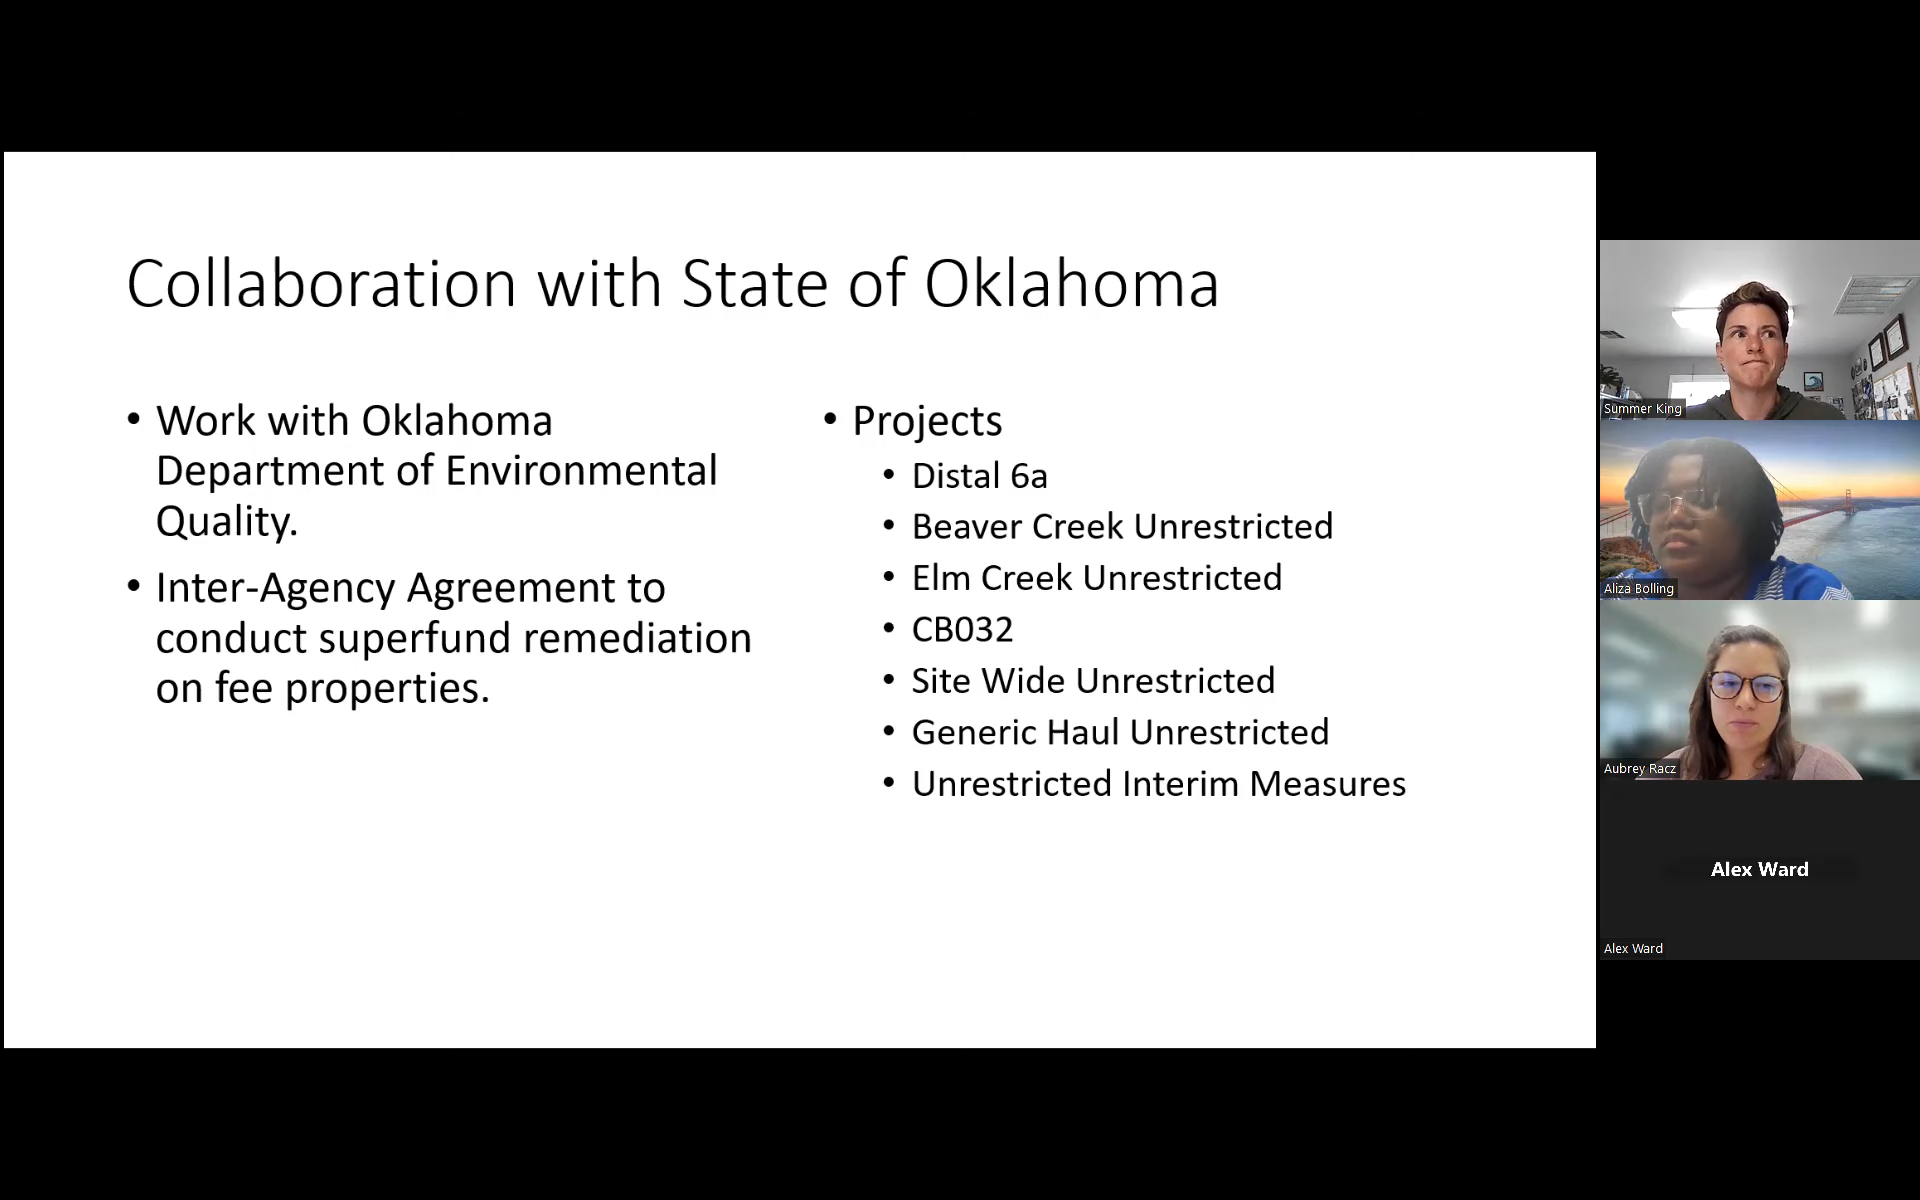 Collaboration with State of Oklahoma
• Work with Oklahoma
Department of Environmental
Quality.
• Inter-Agency Agreement to
conduct superfund remediation
on fee properties.
• Projects
• Distal 6a
• Beaver Creek Unrestricted
• Elm Creek Unrestricted
• CB032
• Site Wide Unrestricted
• Generic Haul Unrestricted
• Unrestricted Interim Measures
Summer King
Aliza Bolling
Aubrey Racz
Alex Ward
Alex Ward